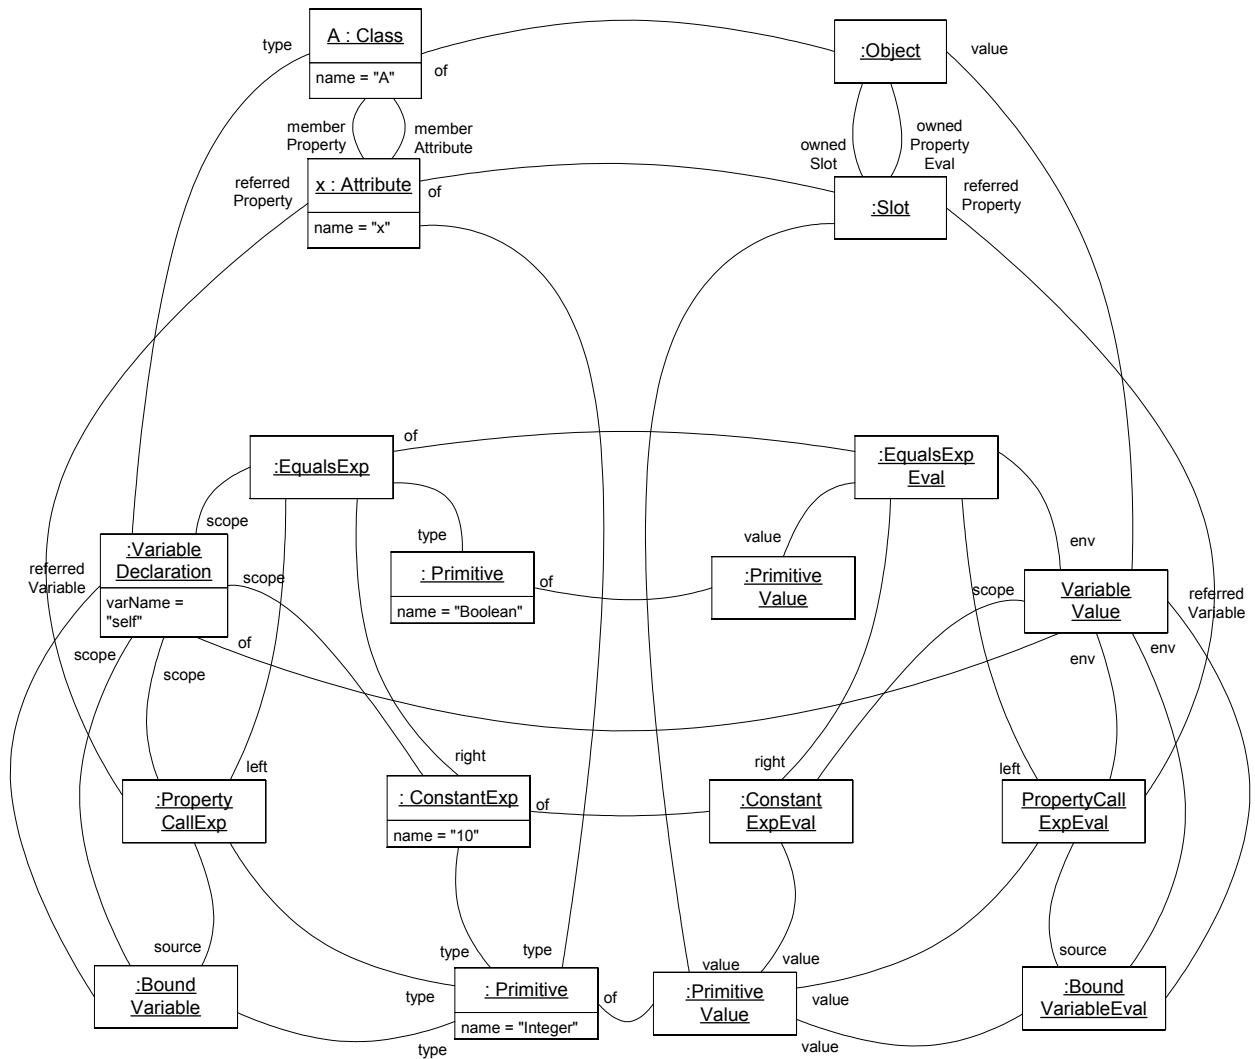 A : Class
name = "A"
type
of
:Object
value
member
Property
member
Attribute
owned
Slot
owned
Property
Eval
referred
Property
x : Attribute
name = "x"
of
:Slot
referred
Property
:EqualsExp
of
:EqualsExp
Eval
scope
type
value
env
:Variable
Declaration
varName =
"self"
referred
Variable
scope
: Primitive
name = "Boolean"
of
:Primitive
Value
scope
Variable
Value
referred
Variable
scope
scope
of
env
env
left
right
right
left
:Property
CallExp
: ConstantExp
name = "10"
of
:Constant
ExpEval
PropertyCall
ExpEval
source
type
type
value
value
source
:Bound
Variable
type
: Primitive
name = "Integer"
of
:Primitive
Value
value
:Bound
VariableEval
type
value